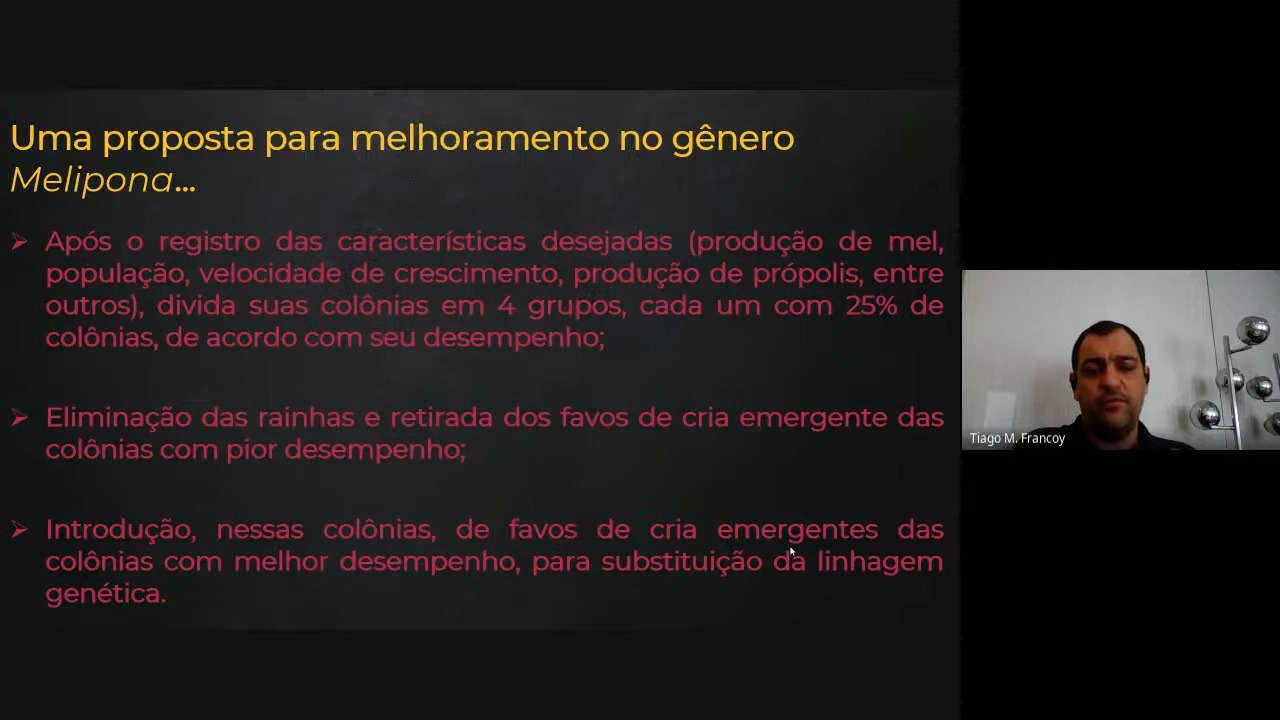 Uma proposta para melhoramento no gênero
Melipona...
Após o registro das características desejadas (produção de mel,
população, velocidade de crescimento, produção de própolis, entre
outros), divida suas colônias em 4 grupos, cada um com 25% de
colônias, de acordo com seu desempenho;
Eliminação das rainhas e retirada dos favos de cria emergente das
colônias com pior desempenho;
Introdução, nessas colônias, de favos de cria emergentes das
colônias com melhor desempenho, para substituição da linhagem
genética.
Tiago M. Francoy